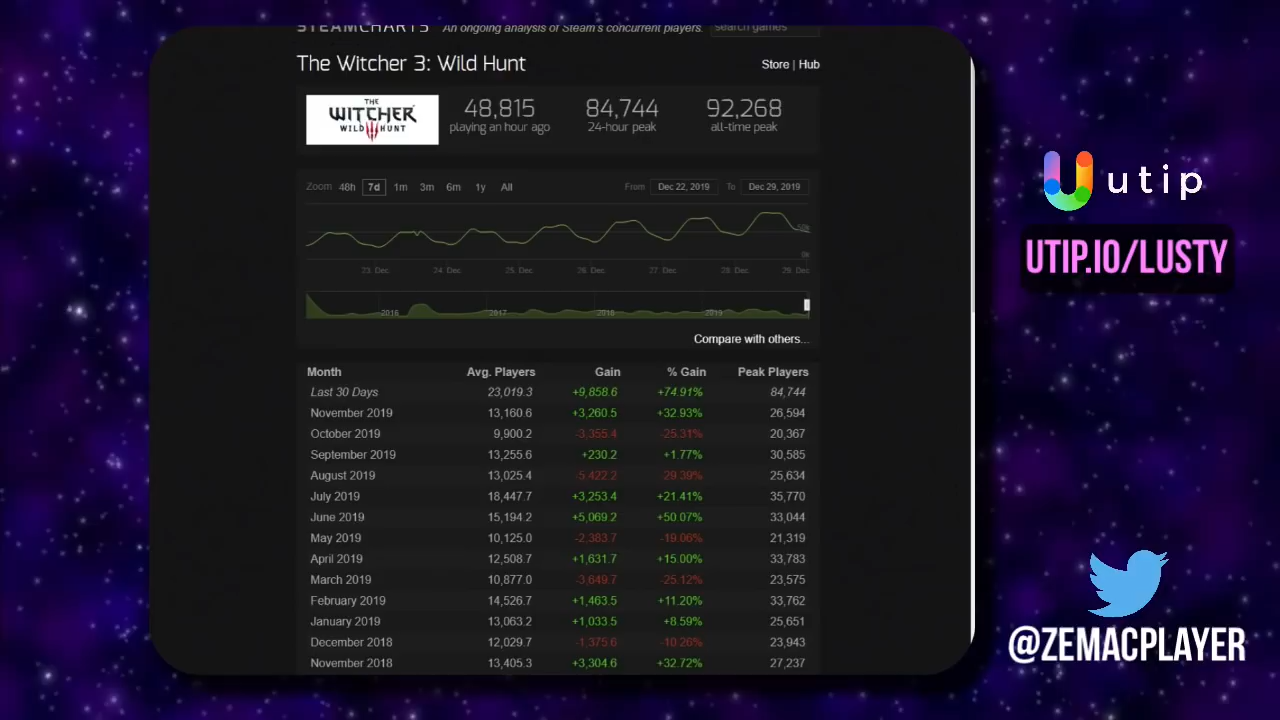 STEAMCHARTS An ongoing analysis of Steam's concurrent players. search games
The Witcher 3: Wild Hunt Store | Hub
THE WITCHER WILD HUNT
48,815 84,744 92,268
playing an hour ago 24-hour peak all-time peak
Zoom 48h 7d 1m 3m 6m 1y All From Dec 22, 2019 To Dec 29, 2019
50k
0k
23. Dec 24. Dec 25. Dec 26. Dec 27. Dec 28. Dec 29. Dec
2016 2017 2018 2019
Compare with others...
Month Avg. Players Gain % Gain Peak Players
Last 30 Days 23,019.3 +9,858.6 +74.91% 84,744
November 2019 13,160.6 +3,260.5 +32.93% 26,594
October 2019 9,900.2 -3,355.4 -25.31% 20,367
September 2019 13,255.6 +230.2 +1.77% 30,585
August 2019 13,025.4 -5,422.2 -29.39% 25,634
July 2019 18,447.7 +3,253.4 +21.41% 35,770
June 2019 15,194.2 +5,069.2 +50.07% 33,044
May 2019 10,125.0 -2,383.7 -19.06% 21,319
April 2019 12,508.7 +1,631.7 +15.00% 33,783
March 2019 10,877.0 -3,649.7 -25.12% 23,575
February 2019 14,526.7 +1,463.5 +11.20% 33,762
January 2019 13,063.2 +1,033.5 +8.59% 25,651
December 2018 12,029.7 -1,375.6 -10.26% 23,943
November 2018 13,405.3 +3,304.6 +32.72% 27,237
utip
UTIP.IO/LUSTY
@ZEMACPLAYER